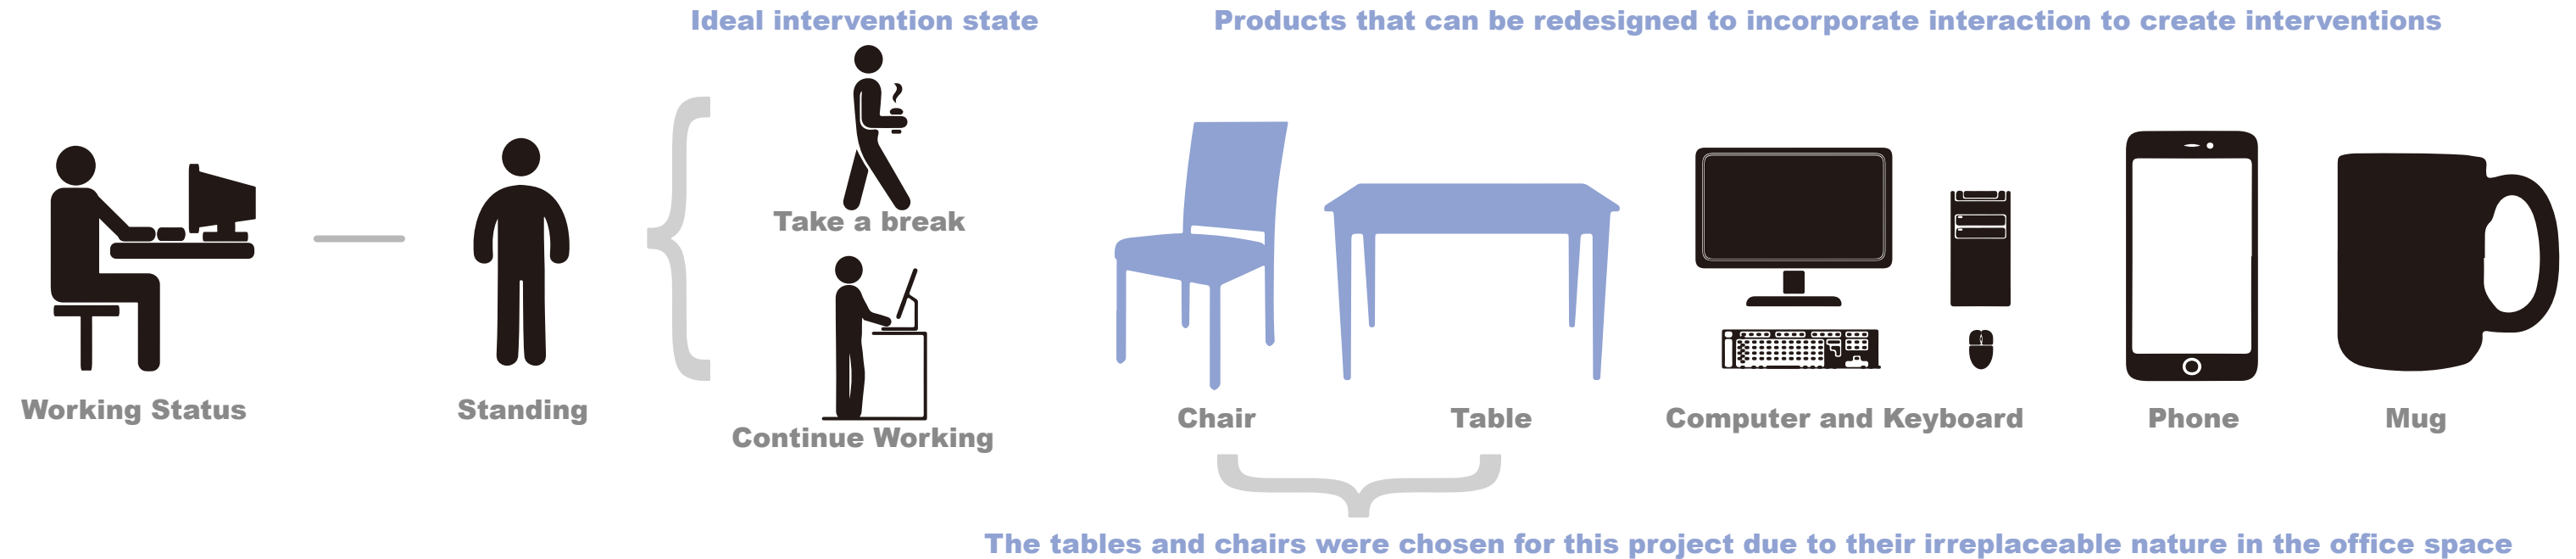 Ideal intervention state
Products that can be redesigned to incorporate interaction to create interventions
Take a break
Working Status
Standing
Continue Working
Chair
Table
Computer and Keyboard
Phone
Mug
The tables and chairs were chosen for this project due to their irreplaceable nature in the office space